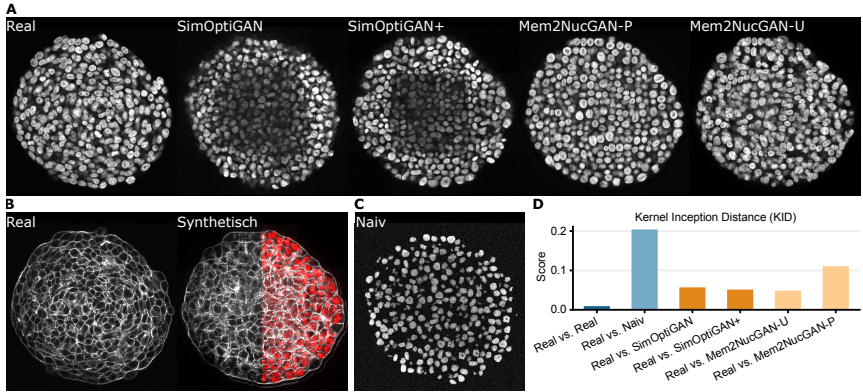 A
Real SimOptiGAN SimOptiGAN+ Mem2NucGAN-P Mem2NucGAN-U
B
Real Synthetisch
C
Naiv
D
Kernel Inception Distance (KID)
Score
0.2
0.1
0.0
Real vs. Real
Real vs. Naiv
Real vs. SimOptiGAN
Real vs. SimOptiGAN+
Real vs. Mem2NucGAN-U
Real vs. Mem2NucGAN-P